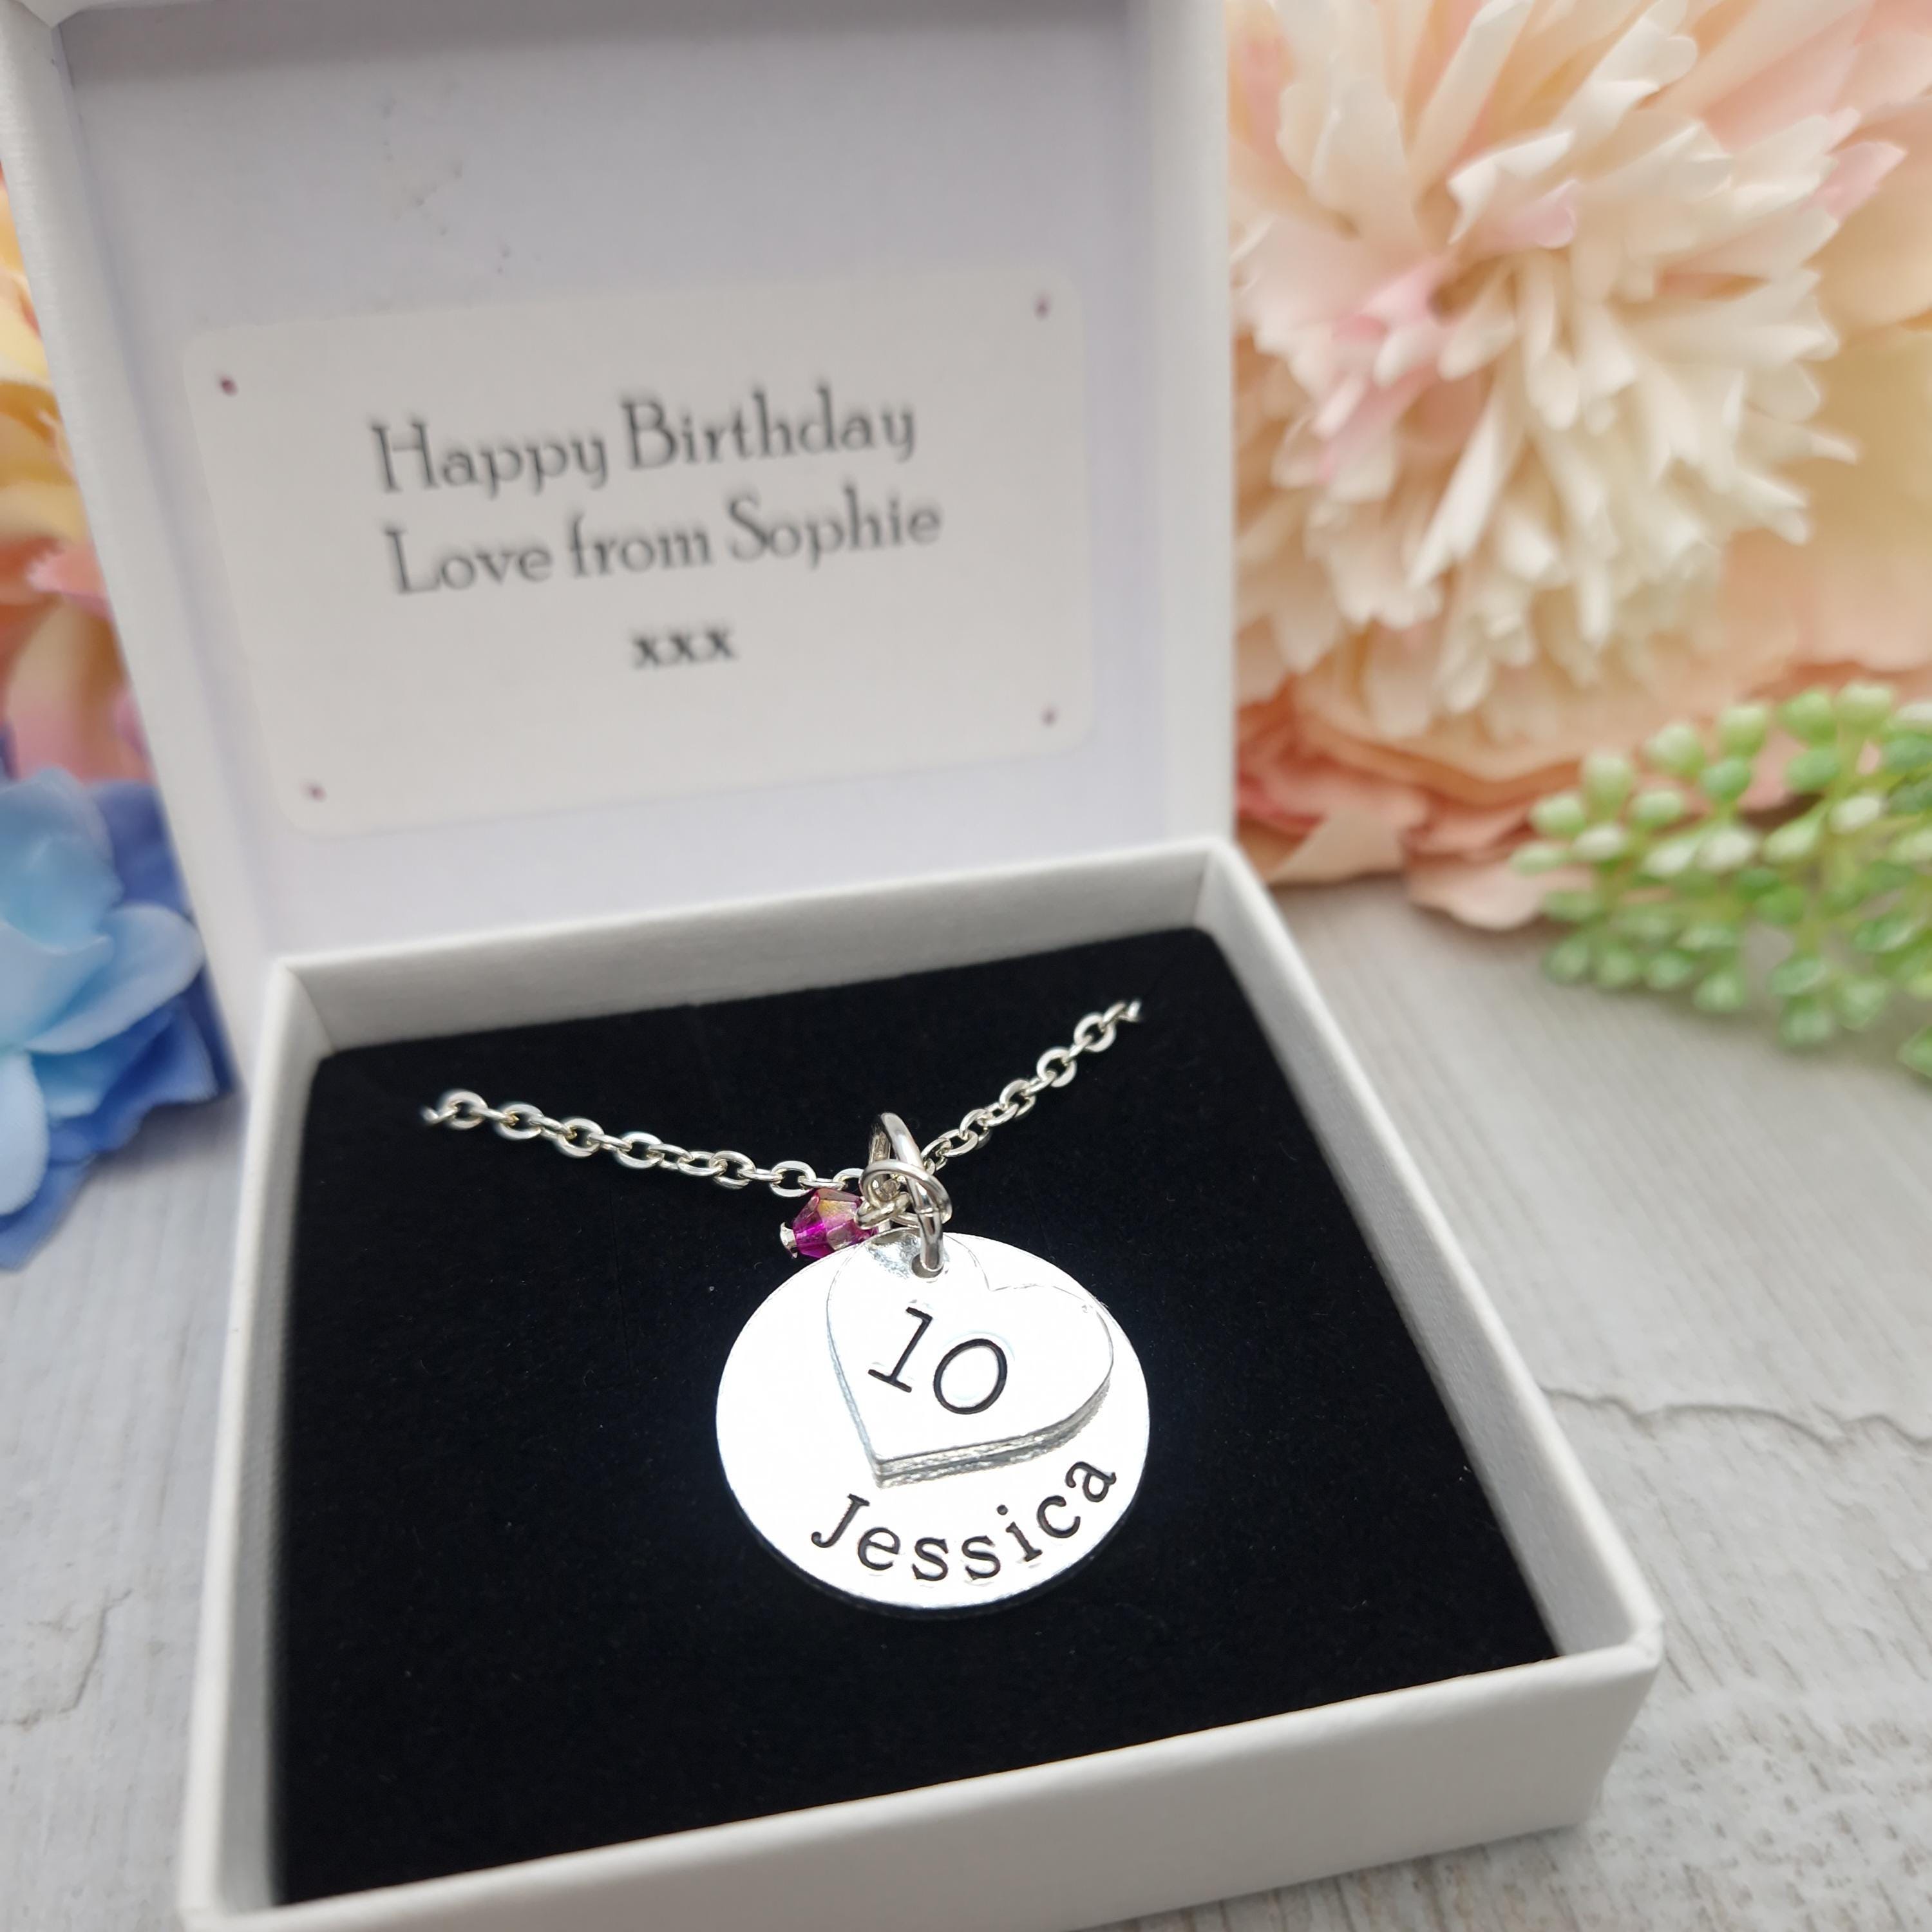 Happy Birthday
Love from Sophie
xxx
10
Jessica